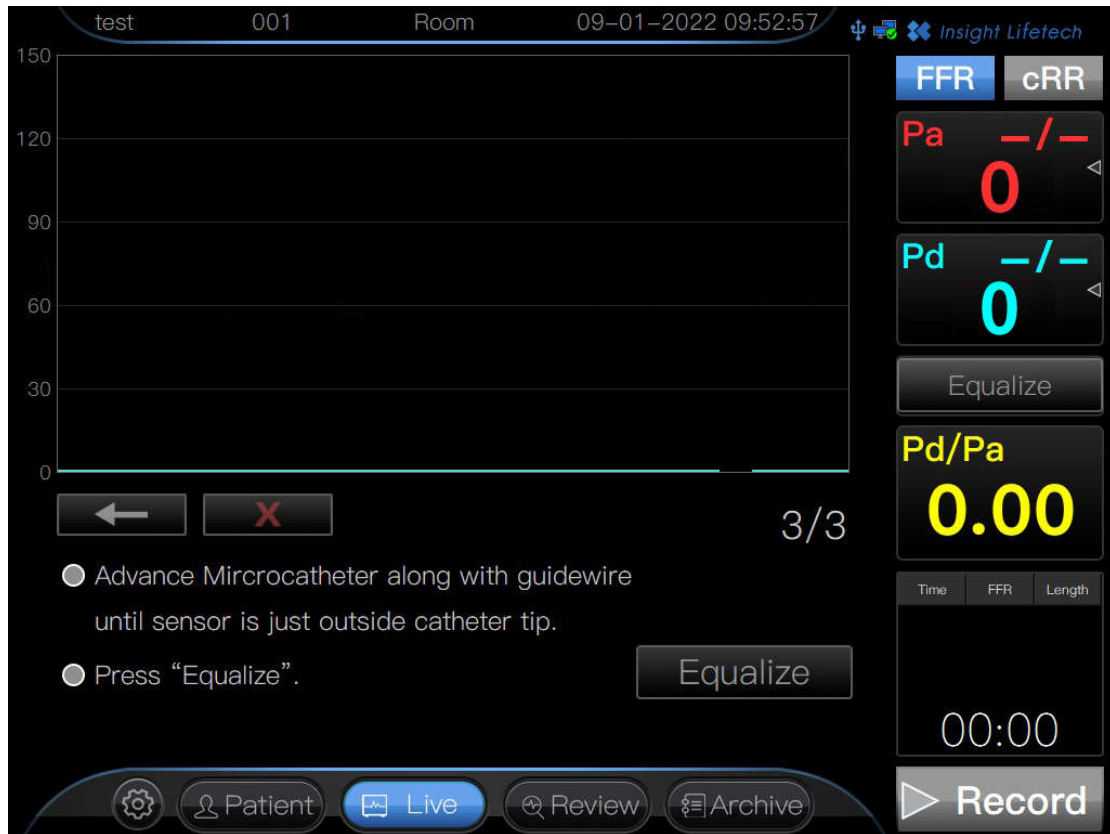 test 001 Room 09-01-2022 09:52:57 Insight Lifetech
FFR cRR
150
120
90
60
30
0
Pa –/–
0
Pd –/–
0
Equalize
Pd/Pa
0.00
X 3/3
Advance Mircrocatheter along with guidewire
until sensor is just outside catheter tip.
Press “Equalize”.
Equalize
Time FFR Length
00:00
Patient Live Review Archive
Record